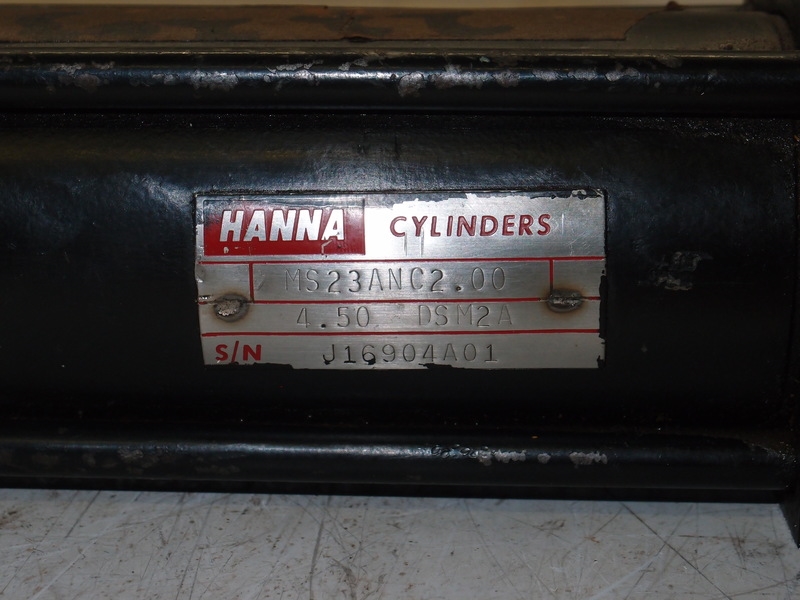 HANNA CYLINDERS
MS23ANC2.00
4.50 DSM2A
S/N J16904A01